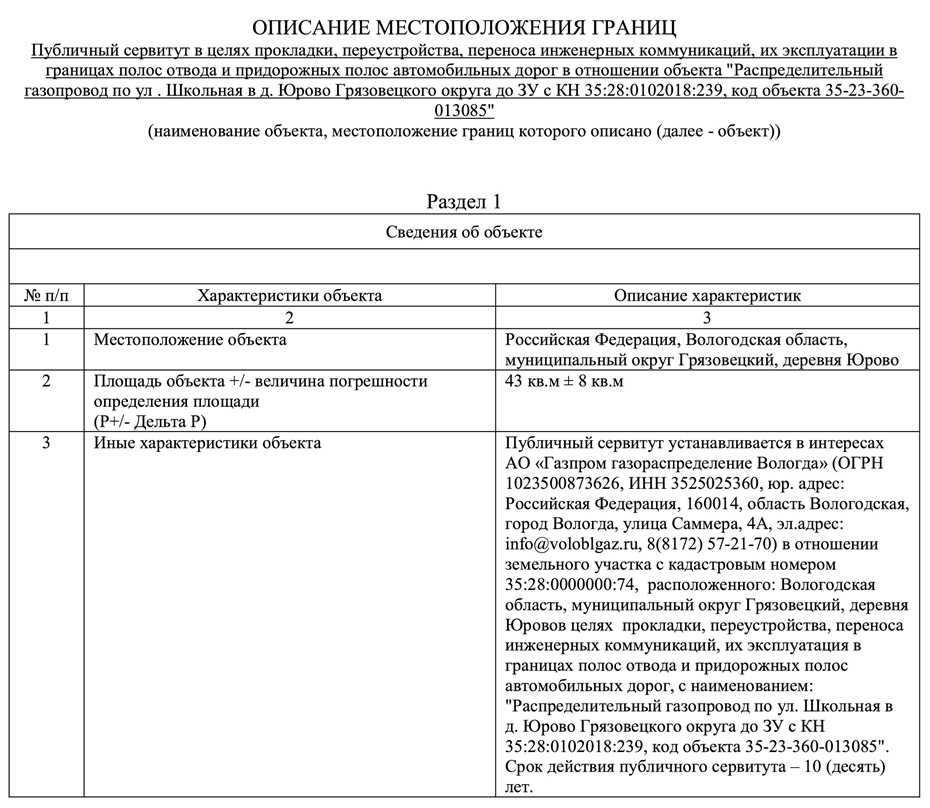 ОПИСАНИЕ МЕСТОПОЛОЖЕНИЯ ГРАНИЦ
Публичный сервитут в целях прокладки, переустройства, переноса инженерных коммуникаций, их эксплуатации в
границах полос отвода и придорожных полос автомобильных дорог в отношении объекта "Распределительный
газопровод по ул . Школьная в д. Юрово Грязовецкого округа до ЗУ с КН 35:28:0102018:239, код объекта 35-23-360-
013085"
(наименование объекта, местоположение границ которого описано (далее - объект))
Раздел 1
Сведения об объекте
№ п/п Характеристики объекта Описание характеристик
1 2 3
1 Местоположение объекта Российская Федерация, Вологодская область,
муниципальный округ Грязовецкий, деревня Юрово
2 Площадь объекта +/- величина погрешности 43 кв.м ± 8 кв.м
определения площади
(P+/- Дельта P)
3 Иные характеристики объекта Публичный сервитут устанавливается в интересах
АО «Газпром газораспределение Вологда» (ОГРН
1023500873626, ИНН 3525025360, юр. адрес:
Российская Федерация, 160014, область Вологодская,
город Вологда, улица Саммера, 4А, эл.адрес:
info@voloblgaz.ru, 8(8172) 57-21-70) в отношении
земельного участка с кадастровым номером
35:28:0000000:74, расположенного: Вологодская
область, муниципальный округ Грязовецкий, деревня
Юровов целях прокладки, переустройства, переноса
инженерных коммуникаций, их эксплуатация в
границах полос отвода и придорожных полос
автомобильных дорог, с наименованием:
"Распределительный газопровод по ул. Школьная в
д. Юрово Грязовецкого округа до ЗУ с КН
35:28:0102018:239, код объекта 35-23-360-013085".
Срок действия публичного сервитута – 10 (десять)
лет.